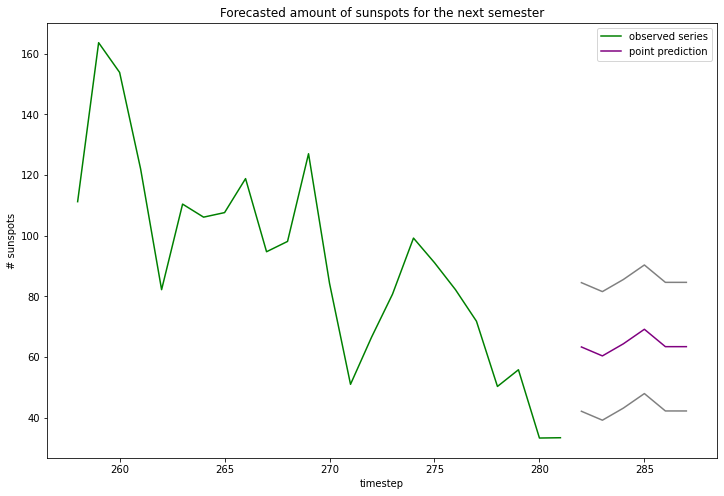 Forecasted amount of sunspots for the next semester
observed series
point prediction
# sunspots
160
140
120
100
80
60
40
260
265
270
275
280
285
timestep